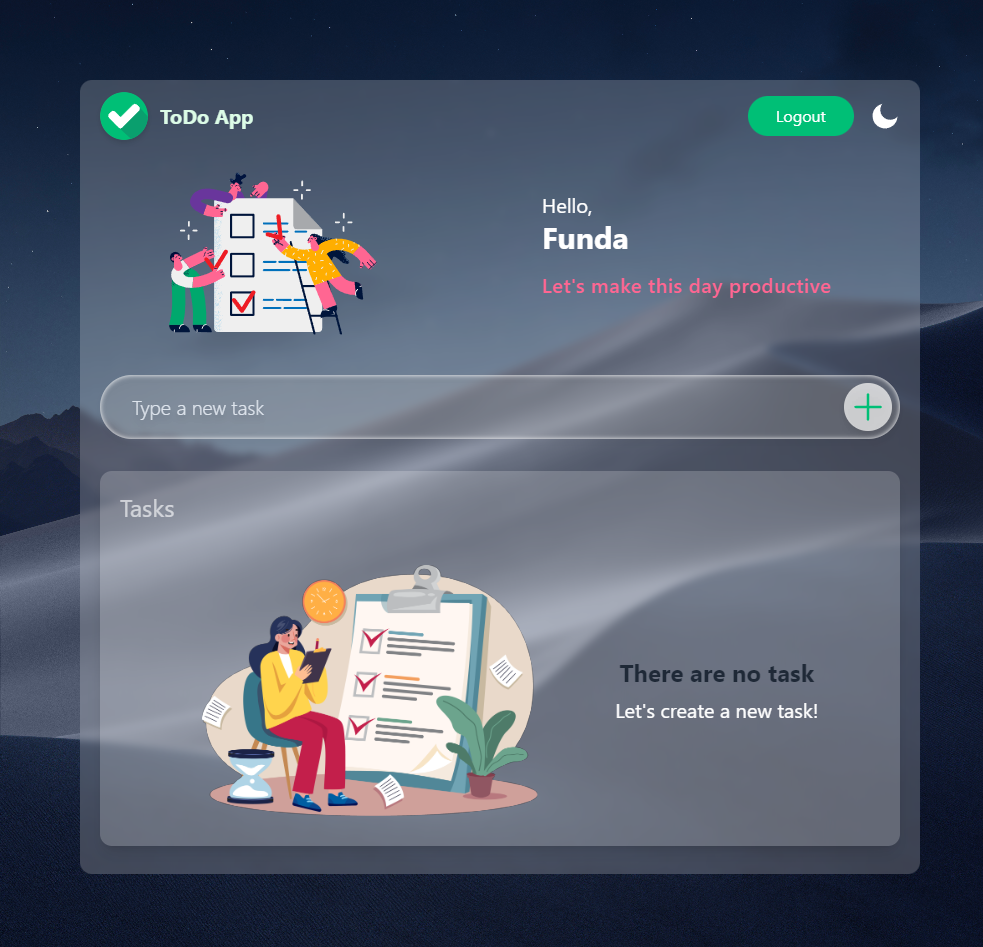 ToDo App
Logout
Hello,
Funda
Let's make this day productive
Type a new task
Tasks
There are no task
Let's create a new task!